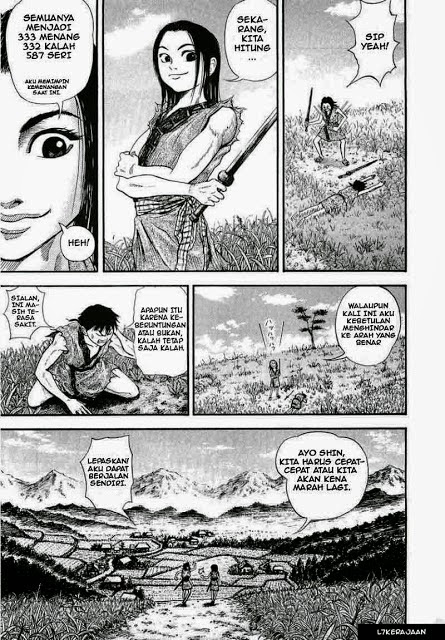 SIP
YEAH!
SEKA-
RANG,
KITA
HITUNG
...
SEMUANYA
MENJADI
333 MENANG
332 KALAH
587 SERI
AKU MEMIMPIN
KEMENANGAN
SAAT INI.
HEH!
WALAUPUN
KALI INI AKU
KEBETULAN
MENGHINDAR
KE ARAH YANG
BENAR
APAPUN ITU
KARENA KE-
BERUNTUNGAN
ATAU BUKAN,
KALAH TETAP
SAJA KALAH.
SIALAN,
INI MA-
SIH TE-
RASA
SAKIT.
AYO SHIN,
KITA HARUS CEPAT-
CEPAT ATAU KITA
AKAN KENA
MARAH LAGI.
LEPASKAN!
AKU DAPAT
BERJALAN
SENDIRI.
L7KERAJAAN